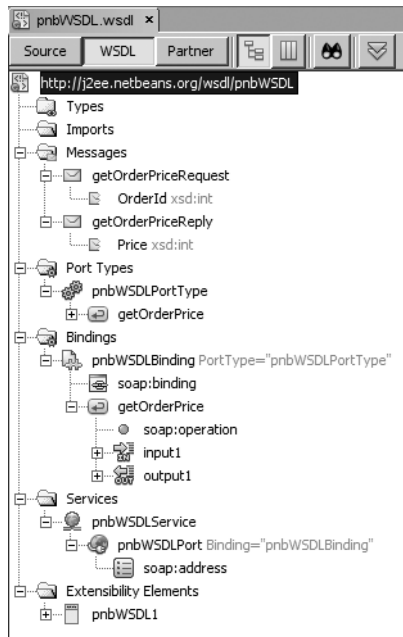 pnbWSDL.wsdl ×
Source WSDL Partner
http://j2ee.netbeans.org/wsdl/pnbWSDL
Types
Imports
Messages
getOrderPriceRequest
OrderId xsd:int
getOrderPriceReply
Price xsd:int
Port Types
pnbWSDLPortType
getOrderPrice
Bindings
pnbWSDLBinding PortType="pnbWSDLPortType"
soap:binding
getOrderPrice
soap:operation
input1
output1
Services
pnbWSDLService
pnbWSDLPort Binding="pnbWSDLBinding"
soap:address
Extensibility Elements
pnbWSDL1